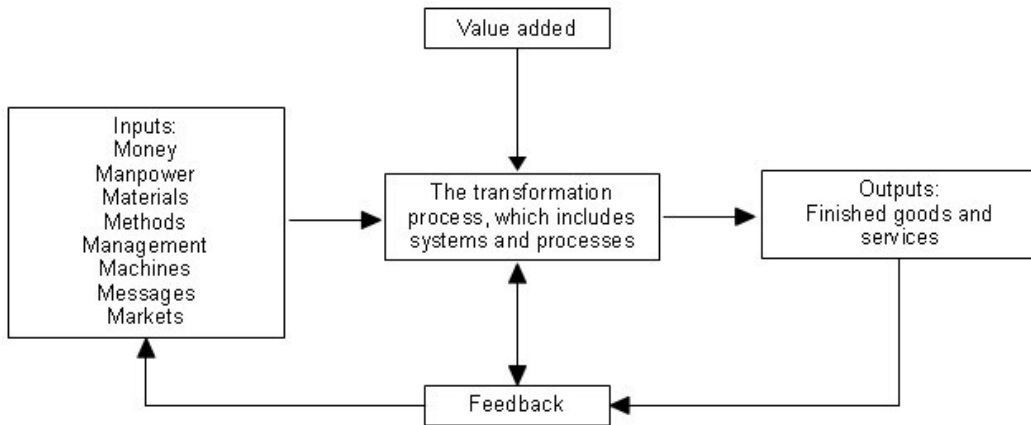 Value added
Inputs:
Money
Manpower
Materials
Methods
Management
Machines
Messages
Markets
The transformation
process, which includes
systems and processes
Outputs:
Finished goods and
services
Feedback